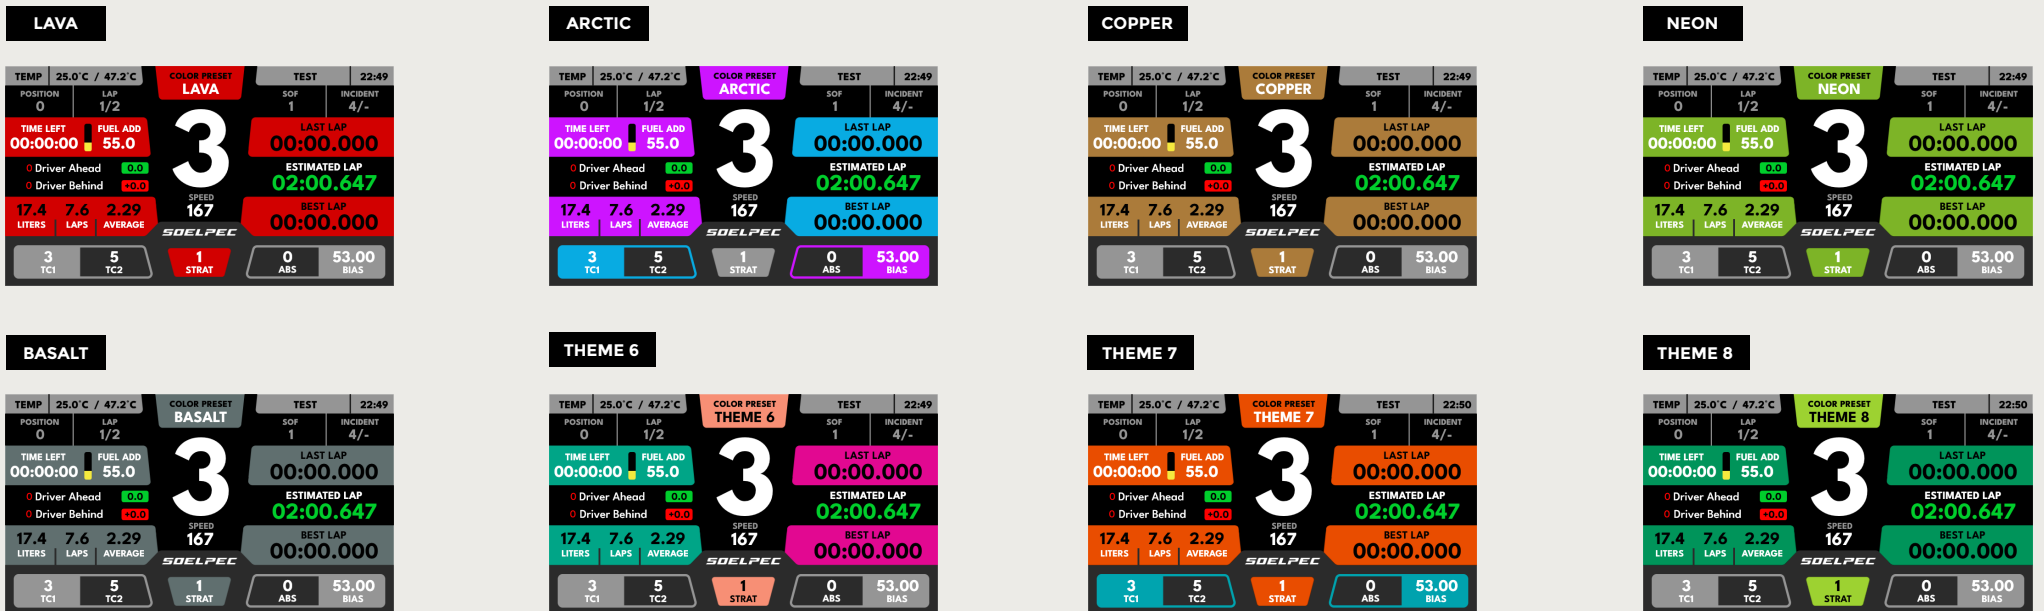 LAVA
ARCTIC
COPPER
NEON
TEMP 25.0°C / 47.2°C COLOR PRESET TEST 22:49
LAVA
POSITION LAP SOF INCIDENT
0 1/2 1 4/-
TIME LEFT FUEL ADD 3 LAST LAP
00:00:00 55.0 00:00.000
0 Driver Ahead 0.0 ESTIMATED LAP
0 Driver Behind +0.0 02:00.647
17.4 7.6 2.29 SPEED BEST LAP
LITERS LAPS AVERAGE 167 00:00.000
SOELPEC
3 5 1 0 53.00
TC1 TC2 STRAT ABS BIAS
TEMP 25.0°C / 47.2°C COLOR PRESET TEST 22:49
ARCTIC
POSITION LAP SOF INCIDENT
0 1/2 1 4/-
TIME LEFT FUEL ADD 3 LAST LAP
00:00:00 55.0 00:00.000
0 Driver Ahead 0.0 ESTIMATED LAP
0 Driver Behind +0.0 02:00.647
17.4 7.6 2.29 SPEED BEST LAP
LITERS LAPS AVERAGE 167 00:00.000
SOELPEC
3 5 1 0 53.00
TC1 TC2 STRAT ABS BIAS
TEMP 25.0°C / 47.2°C COLOR PRESET TEST 22:49
COPPER
POSITION LAP SOF INCIDENT
0 1/2 1 4/-
TIME LEFT FUEL ADD 3 LAST LAP
00:00:00 55.0 00:00.000
0 Driver Ahead 0.0 ESTIMATED LAP
0 Driver Behind +0.0 02:00.647
17.4 7.6 2.29 SPEED BEST LAP
LITERS LAPS AVERAGE 167 00:00.000
SOELPEC
3 5 1 0 53.00
TC1 TC2 STRAT ABS BIAS
TEMP 25.0°C / 47.2°C COLOR PRESET TEST 22:49
NEON
POSITION LAP SOF INCIDENT
0 1/2 1 4/-
TIME LEFT FUEL ADD 3 LAST LAP
00:00:00 55.0 00:00.000
0 Driver Ahead 0.0 ESTIMATED LAP
0 Driver Behind +0.0 02:00.647
17.4 7.6 2.29 SPEED BEST LAP
LITERS LAPS AVERAGE 167 00:00.000
SOELPEC
3 5 1 0 53.00
TC1 TC2 STRAT ABS BIAS
BASALT
THEME 6
THEME 7
THEME 8
TEMP 25.0°C / 47.2°C COLOR PRESET TEST 22:49
BASALT
POSITION LAP SOF INCIDENT
0 1/2 1 4/-
TIME LEFT FUEL ADD 3 LAST LAP
00:00:00 55.0 00:00.000
0 Driver Ahead 0.0 ESTIMATED LAP
0 Driver Behind +0.0 02:00.647
17.4 7.6 2.29 SPEED BEST LAP
LITERS LAPS AVERAGE 167 00:00.000
SOELPEC
3 5 1 0 53.00
TC1 TC2 STRAT ABS BIAS
TEMP 25.0°C / 47.2°C COLOR PRESET TEST 22:49
THEME 6
POSITION LAP SOF INCIDENT
0 1/2 1 4/-
TIME LEFT FUEL ADD 3 LAST LAP
00:00:00 55.0 00:00.000
0 Driver Ahead 0.0 ESTIMATED LAP
0 Driver Behind +0.0 02:00.647
17.4 7.6 2.29 SPEED BEST LAP
LITERS LAPS AVERAGE 167 00:00.000
SOELPEC
3 5 1 0 53.00
TC1 TC2 STRAT ABS BIAS
TEMP 25.0°C / 47.2°C COLOR PRESET TEST 22:50
THEME 7
POSITION LAP SOF INCIDENT
0 1/2 1 4/-
TIME LEFT FUEL ADD 3 LAST LAP
00:00:00 55.0 00:00.000
0 Driver Ahead 0.0 ESTIMATED LAP
0 Driver Behind +0.0 02:00.647
17.4 7.6 2.29 SPEED BEST LAP
LITERS LAPS AVERAGE 167 00:00.000
SOELPEC
3 5 1 0 53.00
TC1 TC2 STRAT ABS BIAS
TEMP 25.0°C / 47.2°C COLOR PRESET TEST 22:50
THEME 8
POSITION LAP SOF INCIDENT
0 1/2 1 4/-
TIME LEFT FUEL ADD 3 LAST LAP
00:00:00 55.0 00:00.000
0 Driver Ahead 0.0 ESTIMATED LAP
0 Driver Behind +0.0 02:00.647
17.4 7.6 2.29 SPEED BEST LAP
LITERS LAPS AVERAGE 167 00:00.000
SOELPEC
3 5 1 0 53.00
TC1 TC2 STRAT ABS BIAS